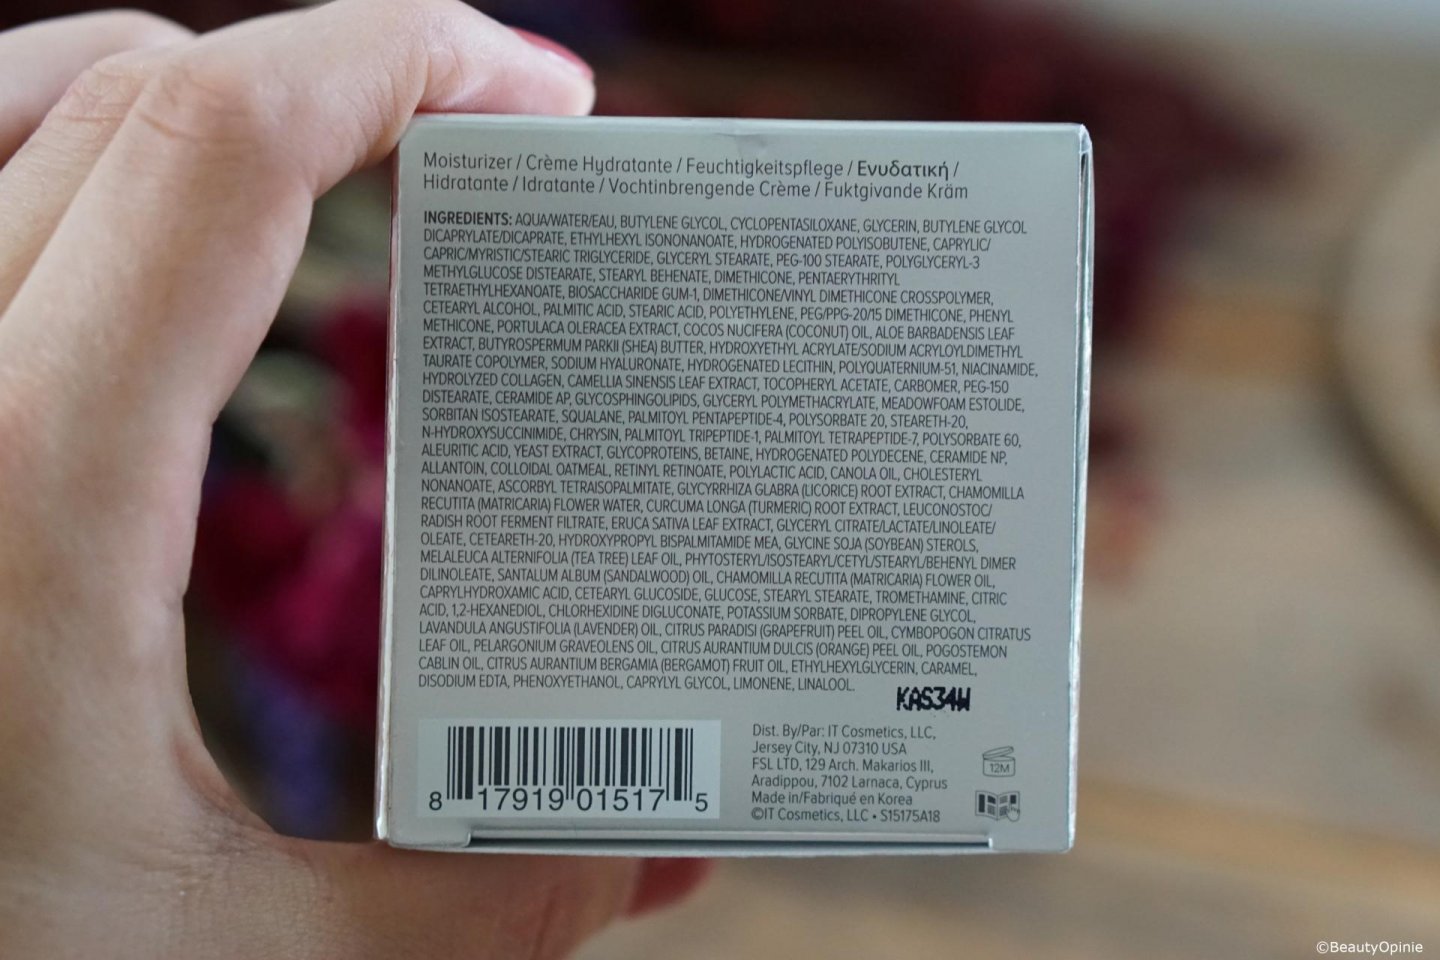 Moisturizer / Crème Hydratante / Feuchtigkeitspflege / Ενυδατική /
Hidratante / Idratante / Vochtinbrengende Crème / Fuktgivande Kräm
INGREDIENTS: AQUA/WATER/EAU, BUTYLENE GLYCOL, CYCLOPENTASILOXANE, GLYCERIN, BUTYLENE GLYCOL
DICAPRYLATE/DICAPRATE, ETHYLHEXYL ISONONANOATE, HYDROGENATED POLYISOBUTENE, CAPRYLIC/
CAPRIC/MYRISTIC/STEARIC TRIGLYCERIDE, GLYCERYL STEARATE, PEG-100 STEARATE, POLYGLYCERYL-3
METHYLGLUCOSE DISTEARATE, STEARYL BEHENATE, DIMETHICONE, PENTAERYTHRITYL
TETRAETHYLHEXANOATE, BIOSACCHARIDE GUM-1, DIMETHICONE/VINYL DIMETHICONE CROSSPOLYMER,
CETEARYL ALCOHOL, PALMITIC ACID, STEARIC ACID, POLYETHYLENE, PEG/PPG-20/15 DIMETHICONE, PHENYL
METHICONE, PORTULACA OLERACEA EXTRACT, COCOS NUCIFERA (COCONUT) OIL, ALOE BARBADENSIS LEAF
EXTRACT, BUTYROSPERMUM PARKII (SHEA) BUTTER, HYDROXYETHYL ACRYLATE/SODIUM ACRYLOYLDIMETHYL
TAURATE COPOLYMER, SODIUM HYALURONATE, HYDROGENATED LECITHIN, POLYQUATERNIUM-51, NIACINAMIDE,
HYDROLYZED COLLAGEN, CAMELLIA SINENSIS LEAF EXTRACT, TOCOPHERYL ACETATE, CARBOMER, PEG-150
DISTEARATE, CERAMIDE AP, GLYCOSPHINGOLIPIDS, GLYCERYL POLYMETHACRYLATE, MEADOWFOAM ESTOLIDE,
SORBITAN ISOSTEARATE, SQUALANE, PALMITOYL PENTAPEPTIDE-4, POLYSORBATE 20, STEARETH-20,
N-HYDROXYSUCCINIMIDE, CHRYSIN, PALMITOYL TRIPEPTIDE-1, PALMITOYL TETRAPEPTIDE-7, POLYSORBATE 60,
ALEURITIC ACID, YEAST EXTRACT, GLYCOPROTEINS, BETAINE, HYDROGENATED POLYDECENE, CERAMIDE NP,
ALLANTOIN, COLLOIDAL OATMEAL, RETINYL RETINOATE, POLYLACTIC ACID, CANOLA OIL, CHOLESTERYL
NONANOATE, ASCORBYL TETRAISOPALMITATE, GLYCYRRHIZA GLABRA (LICORICE) ROOT EXTRACT, CHAMOMILLA
RECUTITA (MATRICARIA) FLOWER WATER, CURCUMA LONGA (TURMERIC) ROOT EXTRACT, LEUCONOSTOC/
RADISH ROOT FERMENT FILTRATE, ERUCA SATIVA LEAF EXTRACT, GLYCERYL CITRATE/LACTATE/LINOLEATE/
OLEATE, CETEARETH-20, HYDROXYPROPYL BISPALMITAMIDE MEA, GLYCINE SOJA (SOYBEAN) STEROLS,
MELALEUCA ALTERNIFOLIA (TEA TREE) LEAF OIL, PHYTOSTERYL/ISOSTEARYL/CETYL/STEARYL/BEHENYL DIMER
DILINOLEATE, SANTALUM ALBUM (SANDALWOOD) OIL, CHAMOMILLA RECUTITA (MATRICARIA) FLOWER OIL,
CAPRYLHYDROXAMIC ACID, CETEARYL GLUCOSIDE, GLUCOSE, STEARYL STEARATE, TROMETHAMINE, CITRIC
ACID, 1,2-HEXANEDIOL, CHLORHEXIDINE DIGLUCONATE, POTASSIUM SORBATE, DIPROPYLENE GLYCOL,
LAVANDULA ANGUSTIFOLIA (LAVENDER) OIL, CITRUS PARADISI (GRAPEFRUIT) PEEL OIL, CYMBOPOGON CITRATUS
LEAF OIL, PELARGONIUM GRAVEOLENS OIL, CITRUS AURANTIUM DULCIS (ORANGE) PEEL OIL, POGOSTEMON
CABLIN OIL, CITRUS AURANTIUM BERGAMIA (BERGAMOT) FRUIT OIL, ETHYLHEXYLGLYCERIN, CARAMEL,
DISODIUM EDTA, PHENOXYETHANOL, CAPRYLYL GLYCOL, LIMONENE, LINALOOL.
KAS34W
8 17919 01517 5
Dist. By/Par: IT Cosmetics, LLC,
Jersey City, NJ 07310 USA
FSL LTD, 129 Arch. Makarios III,
Aradippou, 7102 Larnaca, Cyprus
Made in/Fabriqué en Korea
©IT Cosmetics, LLC • S15175A18
12M
©BeautyOpinie